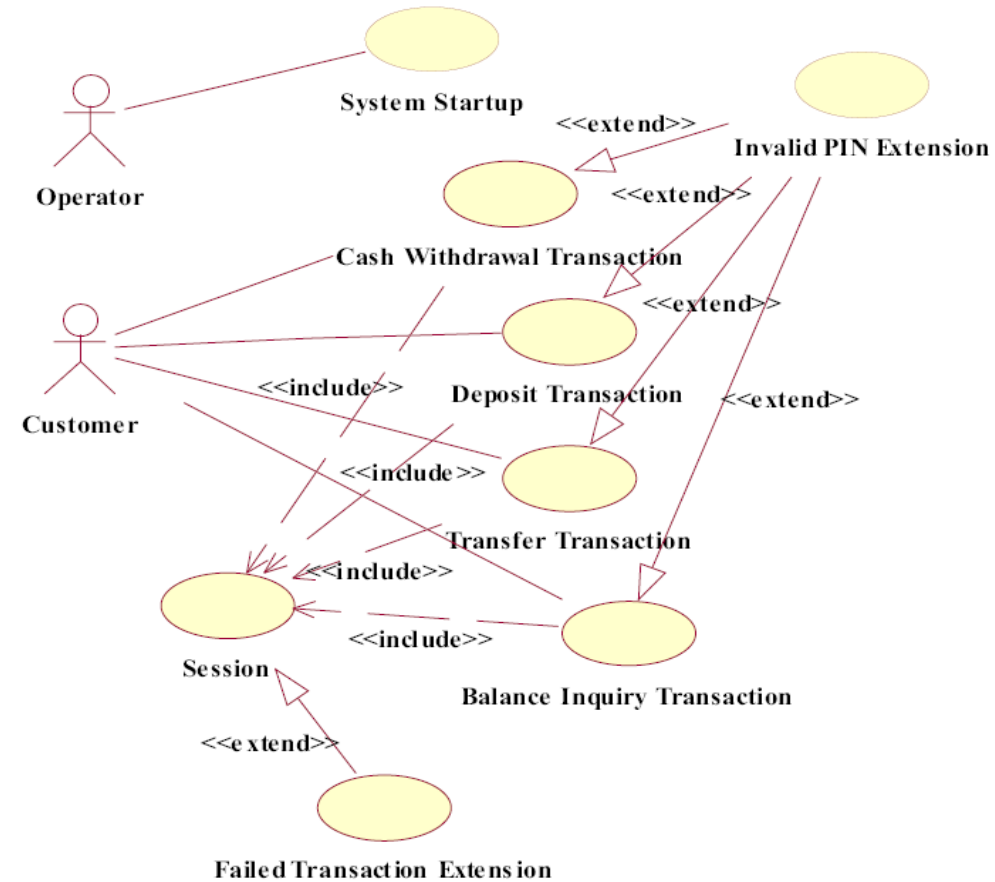 System Startup
<<extend>>
Invalid PIN Extension
Operator
<<extend>>
Cash Withdrawal Transaction
<<extend>>
<<include>>
Deposit Transaction
<<extend>>
Customer
<<include>>
Transfer Transaction
<<include>>
<<include>>
Session
Balance Inquiry Transaction
<<extend>>
Failed Transaction Extension